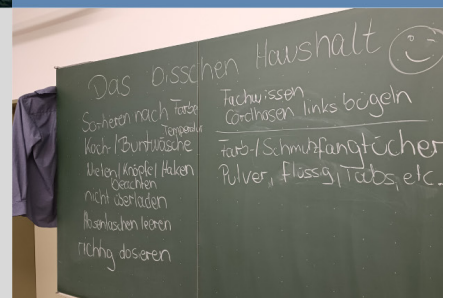 Das bisschen Haushalt
Sortieren nach Farbe
Temperatur
Koch-/Buntwäsche
Nieten/Knöpfe/Haken
beachten
nicht überladen
Hosentaschen leeren
richtig dosieren
Fachwissen
Cordhosen links bügeln
Farb-/Schmutzfangtücher
Pulver, flüssig, Tabs, etc.